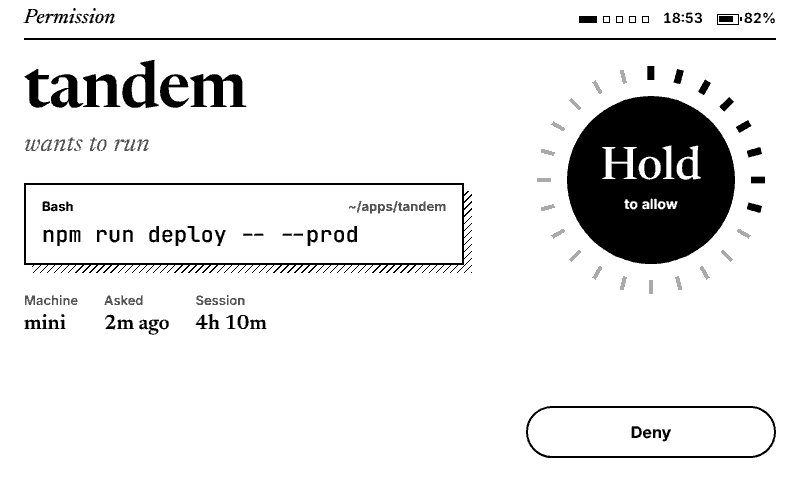 Permission
18:53 82%
tandem
wants to run
Bash ~/apps/tandem
npm run deploy -- --prod
Machine Asked Session
mini 2m ago 4h 10m
Hold
to allow
Deny